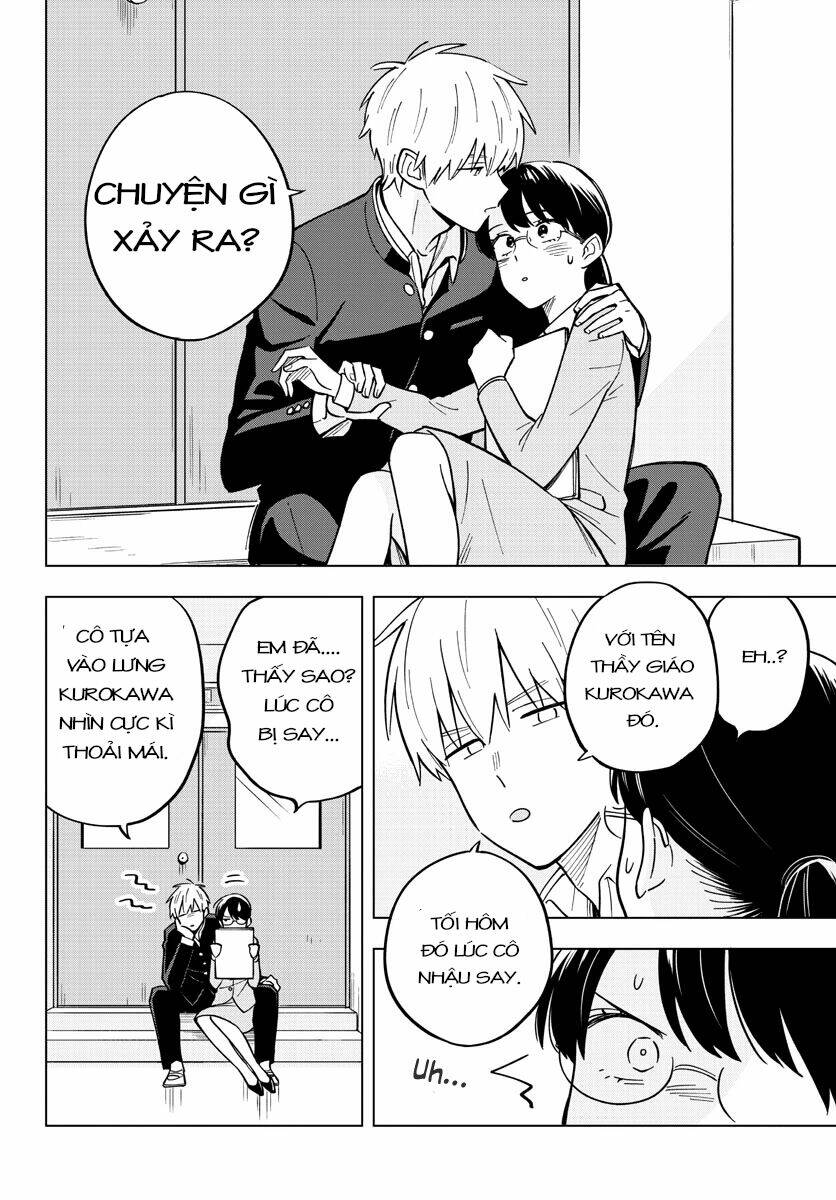 CHUYỆN GÌ
XẢY RA?
EH..?
VỚI TÊN
THẦY GIÁO
KUROKAWA
ĐÓ.
TỐI HÔM
ĐÓ LÚC CÔ
NHẬU SAY.
Uh...
EM ĐÃ....
THẤY SAO?
LÚC CÔ
BỊ SAY...
CÔ TỰA
VÀO LƯNG
KUROKAWA
NHÌN CỰC KÌ
THOẢI MÁI.